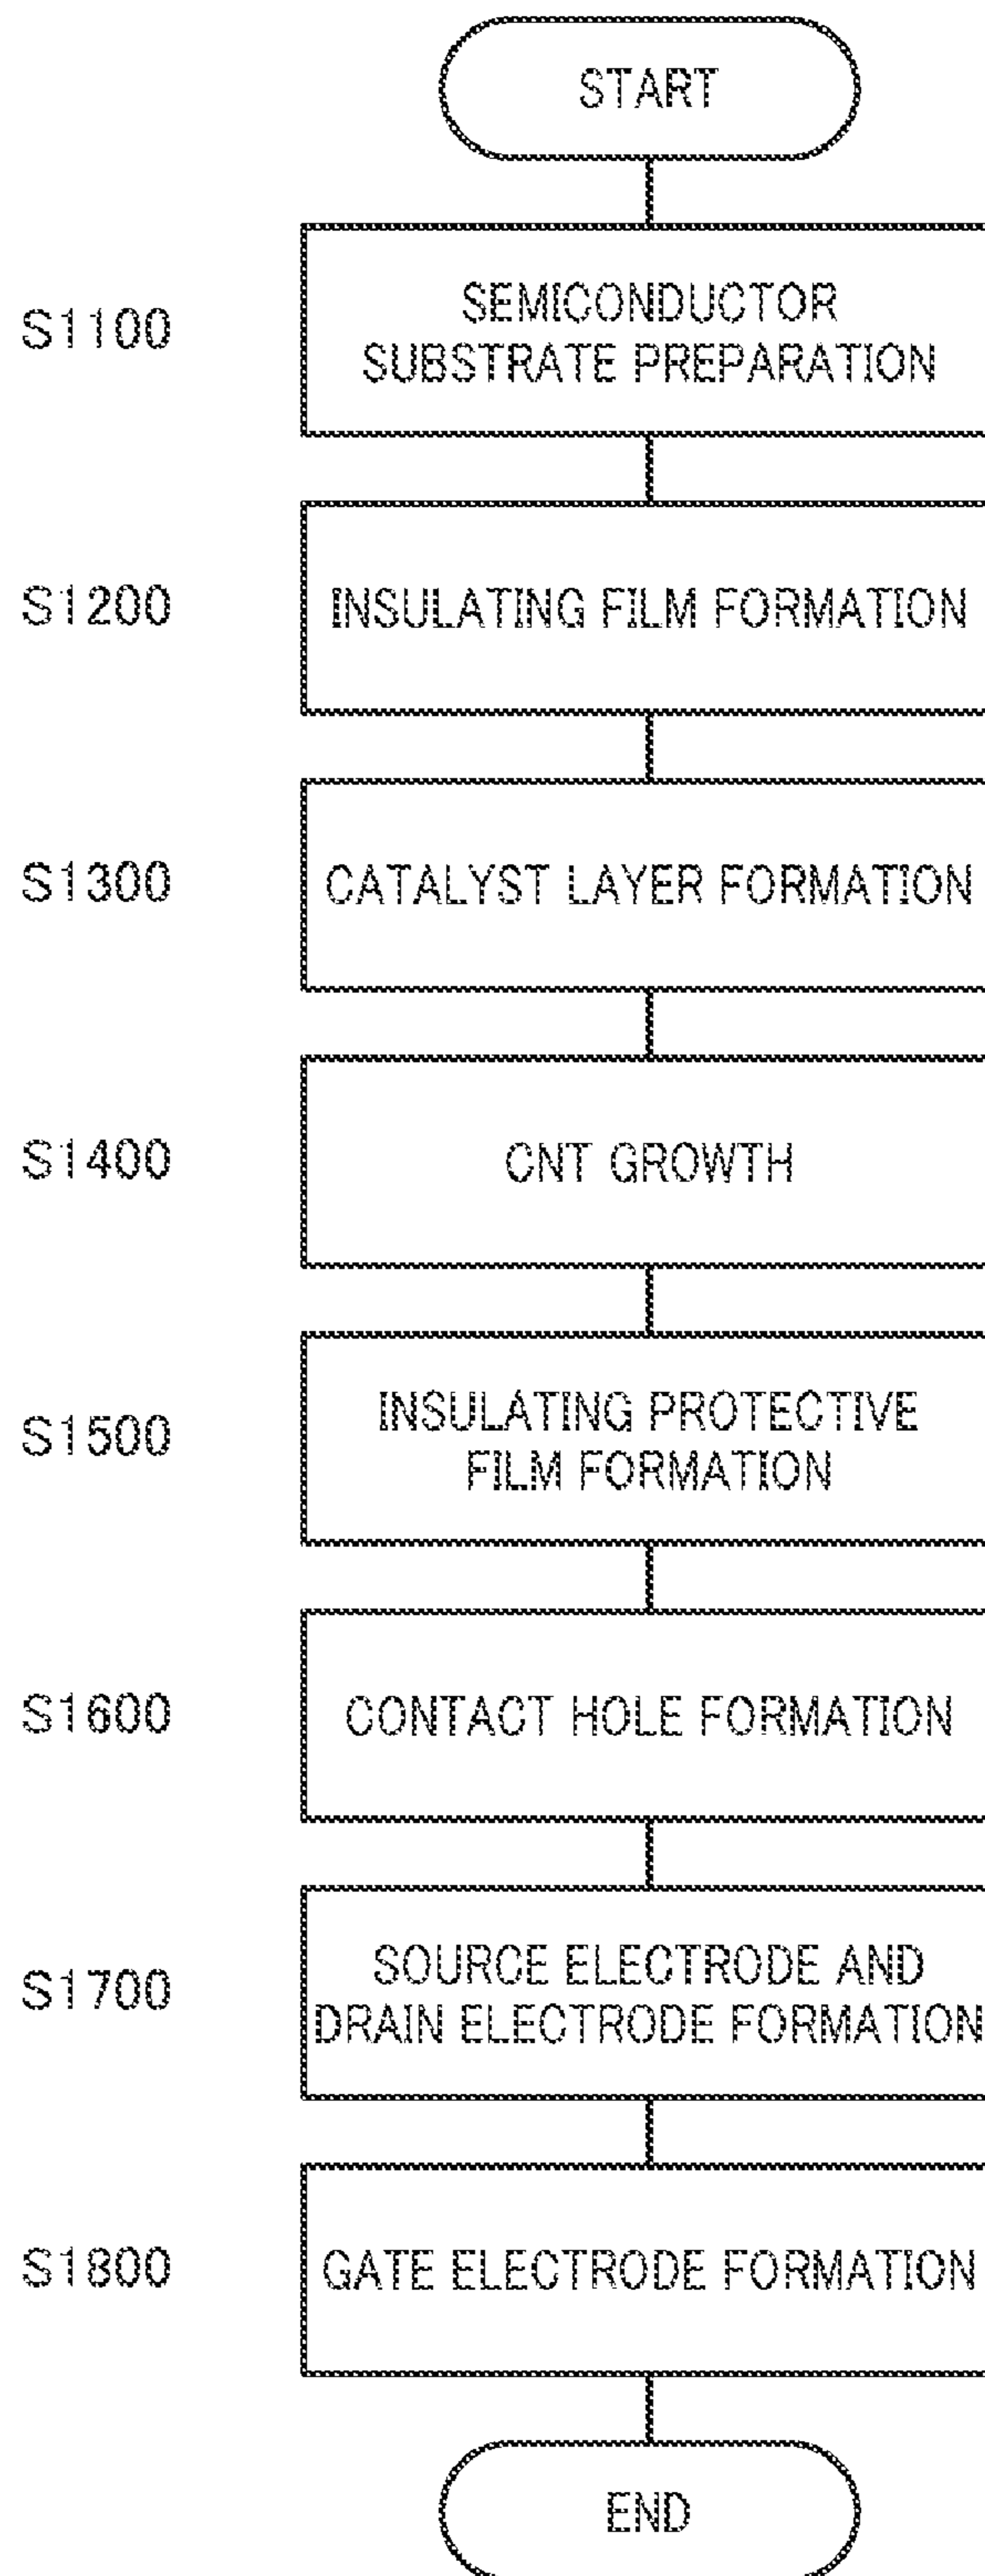 START
S1100
SEMICONDUCTOR
SUBSTRATE PREPARATION
S1200
INSULATING FILM FORMATION
S1300
CATALYST LAYER FORMATION
S1400
CNT GROWTH
S1500
INSULATING PROTECTIVE
FILM FORMATION
S1600
CONTACT HOLE FORMATION
S1700
SOURCE ELECTRODE AND
DRAIN ELECTRODE FORMATION
S1800
GATE ELECTRODE FORMATION
END